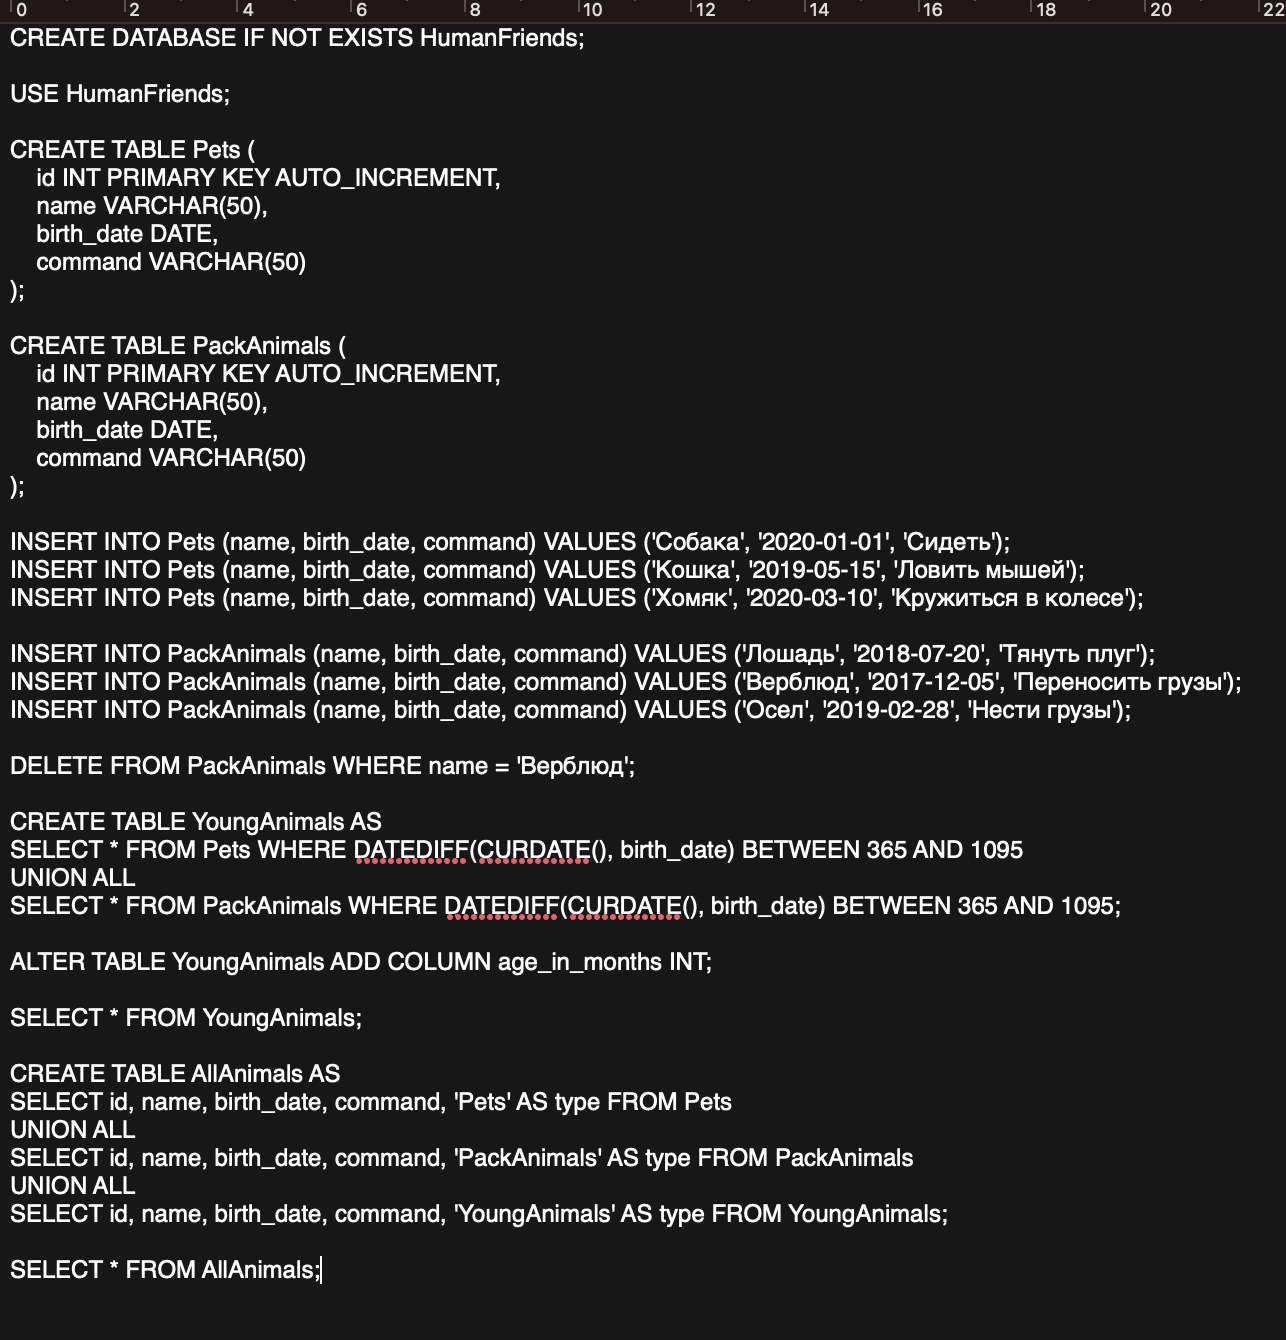 0 2 4 6 8 10 12 14 16 18 20 22
CREATE DATABASE IF NOT EXISTS HumanFriends;
USE HumanFriends;
CREATE TABLE Pets (
id INT PRIMARY KEY AUTO_INCREMENT,
name VARCHAR(50),
birth_date DATE,
command VARCHAR(50)
);
CREATE TABLE PackAnimals (
id INT PRIMARY KEY AUTO_INCREMENT,
name VARCHAR(50),
birth_date DATE,
command VARCHAR(50)
);
INSERT INTO Pets (name, birth_date, command) VALUES ('Собака', '2020-01-01', 'Сидеть');
INSERT INTO Pets (name, birth_date, command) VALUES ('Кошка', '2019-05-15', 'Ловить мышей');
INSERT INTO Pets (name, birth_date, command) VALUES ('Хомяк', '2020-03-10', 'Кружиться в колесе');
INSERT INTO PackAnimals (name, birth_date, command) VALUES ('Лошадь', '2018-07-20', 'Тянуть плуг');
INSERT INTO PackAnimals (name, birth_date, command) VALUES ('Верблюд', '2017-12-05', 'Переносить грузы');
INSERT INTO PackAnimals (name, birth_date, command) VALUES ('Осел', '2019-02-28', 'Нести грузы');
DELETE FROM PackAnimals WHERE name = 'Верблюд';
CREATE TABLE YoungAnimals AS
SELECT * FROM Pets WHERE DATEDIFF(CURDATE(), birth_date) BETWEEN 365 AND 1095
UNION ALL
SELECT * FROM PackAnimals WHERE DATEDIFF(CURDATE(), birth_date) BETWEEN 365 AND 1095;
ALTER TABLE YoungAnimals ADD COLUMN age_in_months INT;
SELECT * FROM YoungAnimals;
CREATE TABLE AllAnimals AS
SELECT id, name, birth_date, command, 'Pets' AS type FROM Pets
UNION ALL
SELECT id, name, birth_date, command, 'PackAnimals' AS type FROM PackAnimals
UNION ALL
SELECT id, name, birth_date, command, 'YoungAnimals' AS type FROM YoungAnimals;
SELECT * FROM AllAnimals;